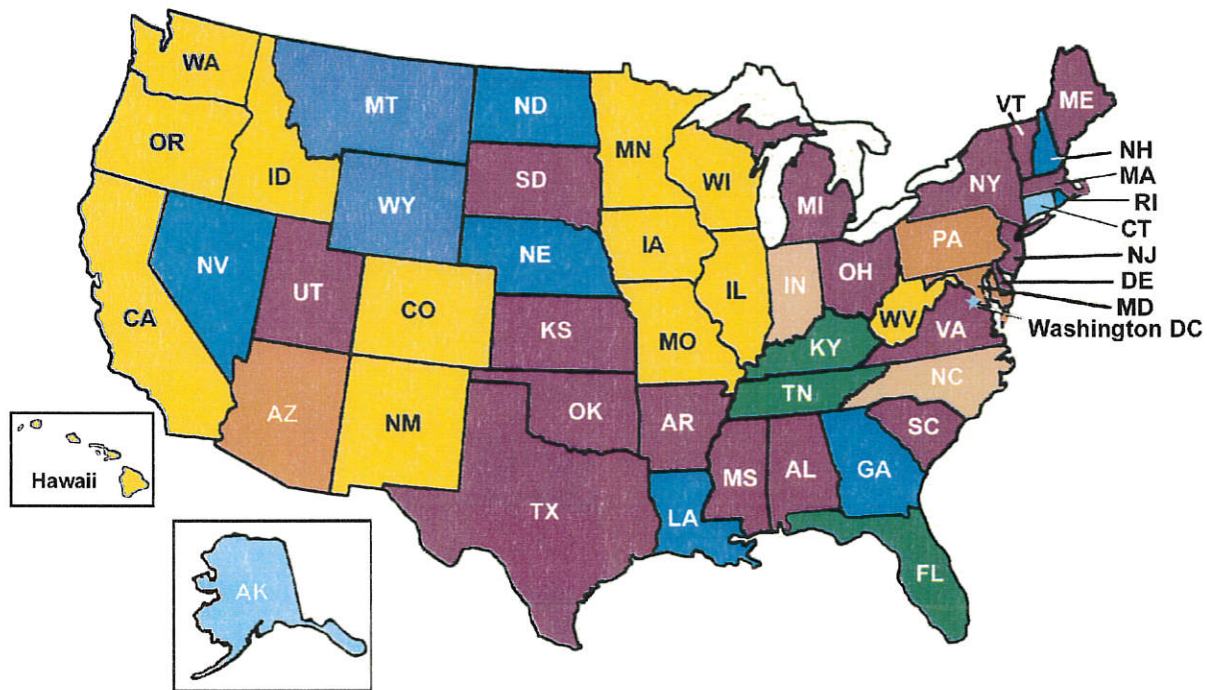 WA
MT
ND
ME
VT
OR
MN
NH
ID
SD
WI
NY
MA
WY
MI
RI
CT
IA
PA
NE
NJ
NV
OH
DE
IL
IN
UT
MD
CO
CA
WV
VA
Washington DC
KS
MO
KY
NC
TN
AZ
OK
NM
AR
SC
Hawaii
MS
AL
GA
TX
LA
FL
AK